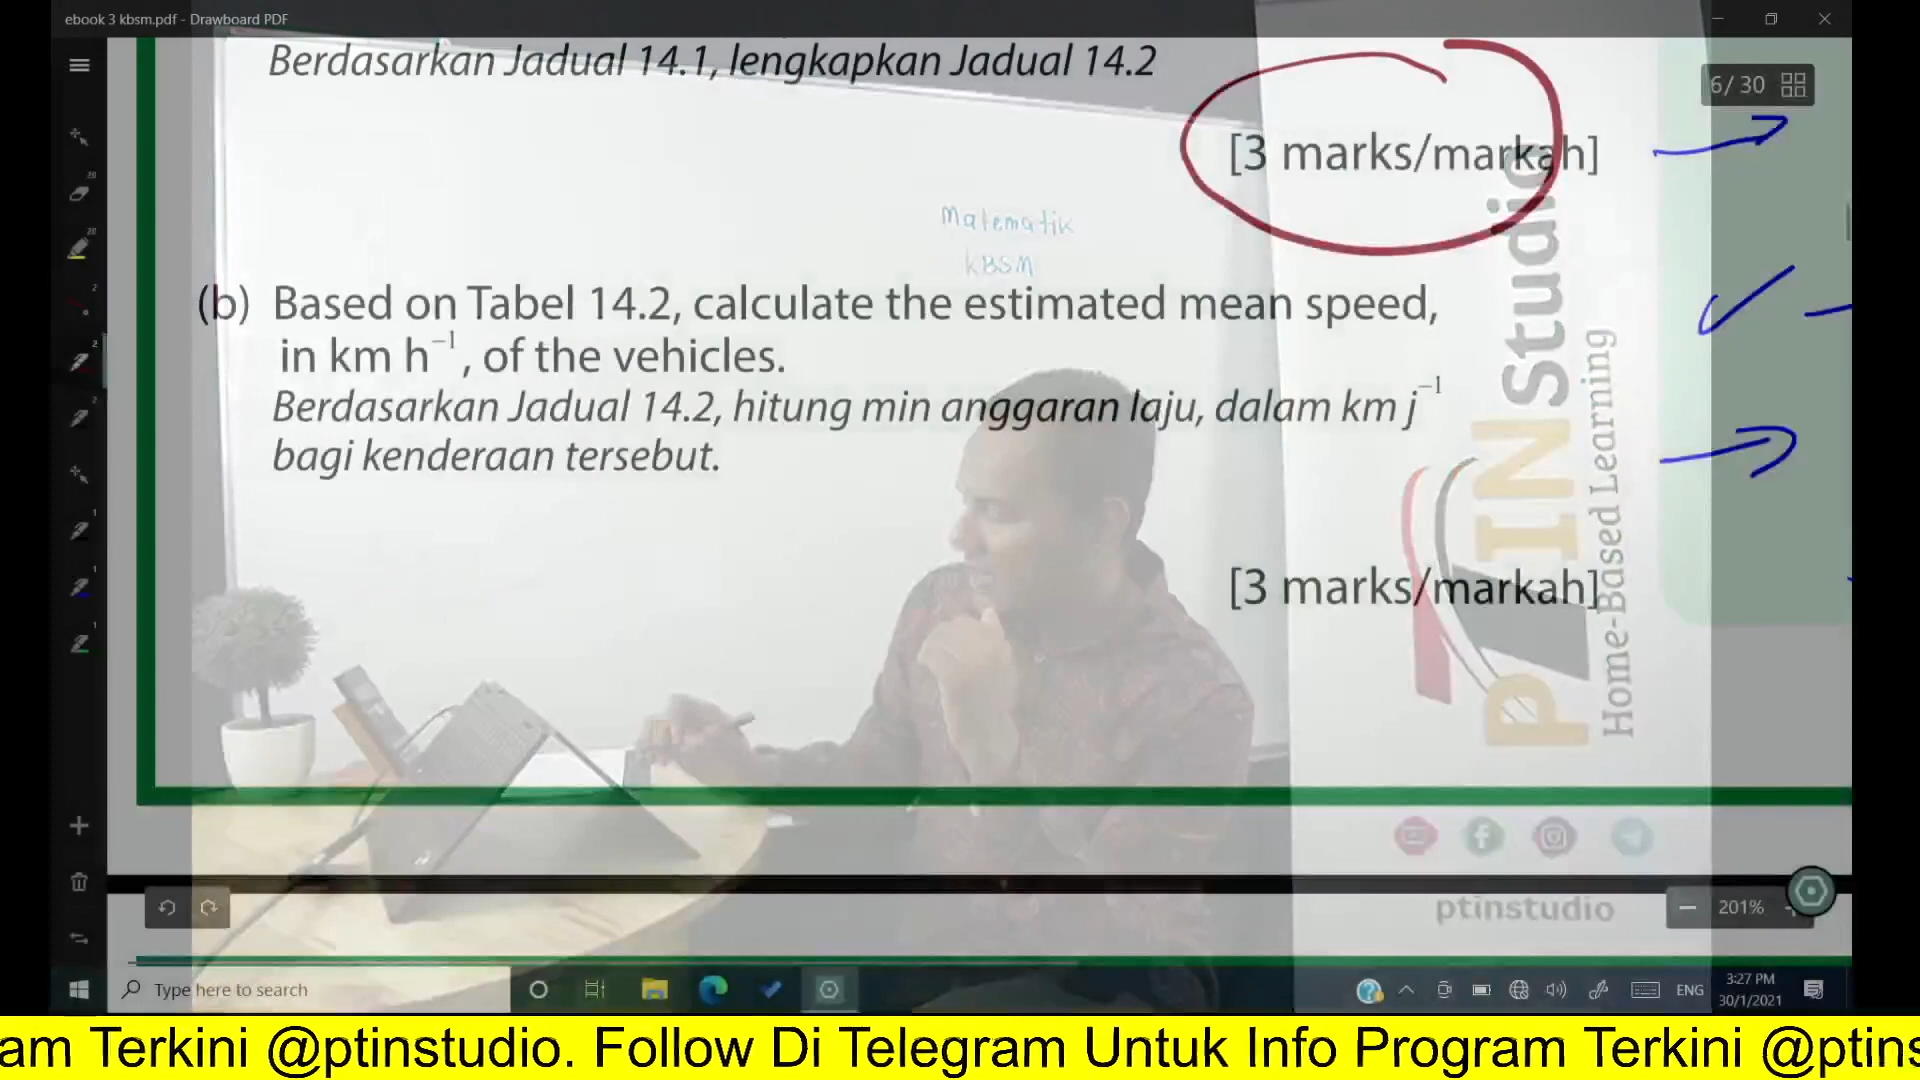 ebook 3 kbsm.pdf - Drawboard PDF
Berdasarkan Jadual 14.1, lengkapkan Jadual 14.2
6/ 30
[3 marks/markah]
Matematik
KBSM
(b) Based on Tabel 14.2, calculate the estimated mean speed,
in km h⁻¹, of the vehicles.
Berdasarkan Jadual 14.2, hitung min anggaran laju, dalam km j⁻¹
bagi kenderaan tersebut.
[3 marks/markah]
PTIN Studio
Home-Based Learning
ptinstudio
201%
Type here to search
ENG
3:27 PM
30/1/2021
am Terkini @ptinstudio. Follow Di Telegram Untuk Info Program Terkini @ptins